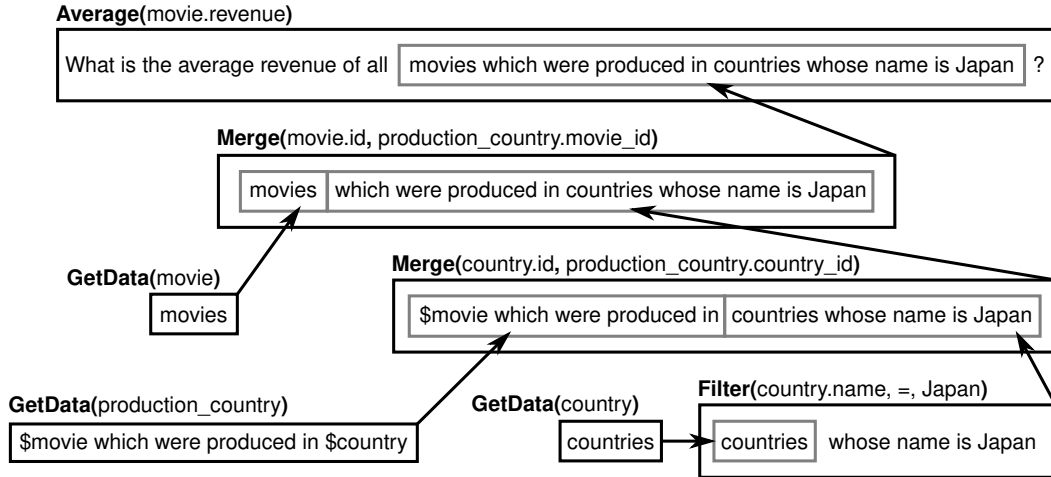 Average(movie.revenue)
What is the average revenue of all movies which were produced in countries whose name is Japan ?
Merge(movie.id, production_country.movie_id)
movies which were produced in countries whose name is Japan
GetData(movie)
movies
Merge(country.id, production_country.country_id)
$movie which were produced in countries whose name is Japan
GetData(production_country)
$movie which were produced in $country
GetData(country)
countries
Filter(country.name, =, Japan)
countries whose name is Japan